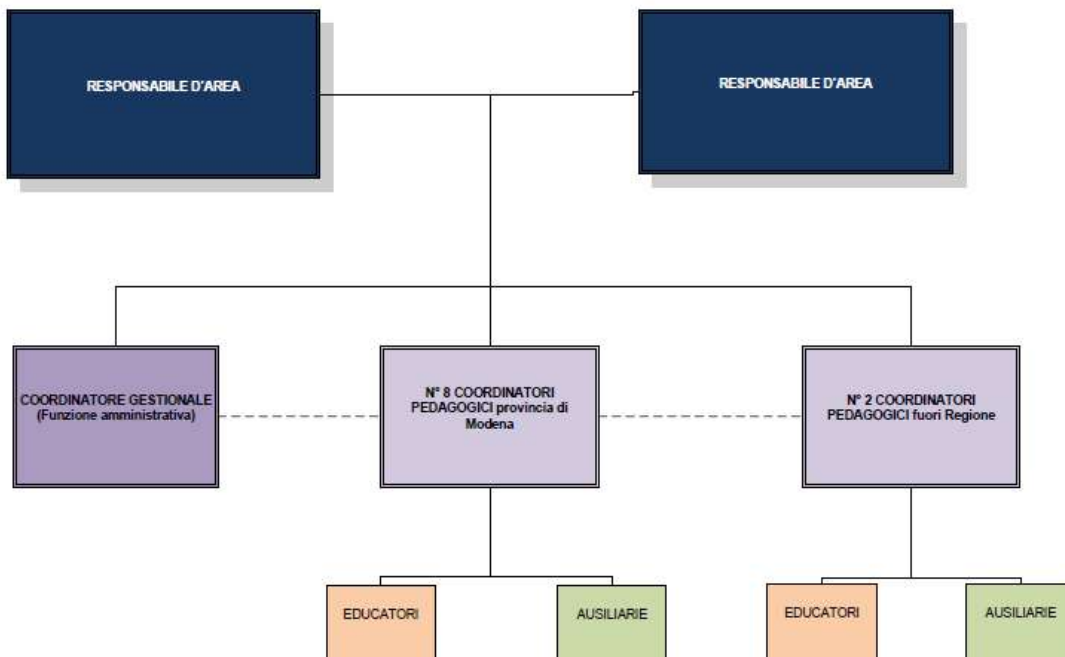 RESPONSABILE D'AREA
RESPONSABILE D'AREA
COORDINATORE GESTIONALE
(Funzione amministrativa)
N° 8 COORDINATORI
PEDAGOGICI provincia di
Modena
N° 2 COORDINATORI
PEDAGOGICI fuori Regione
EDUCATORI
AUSILIARIE
EDUCATORI
AUSILIARIE